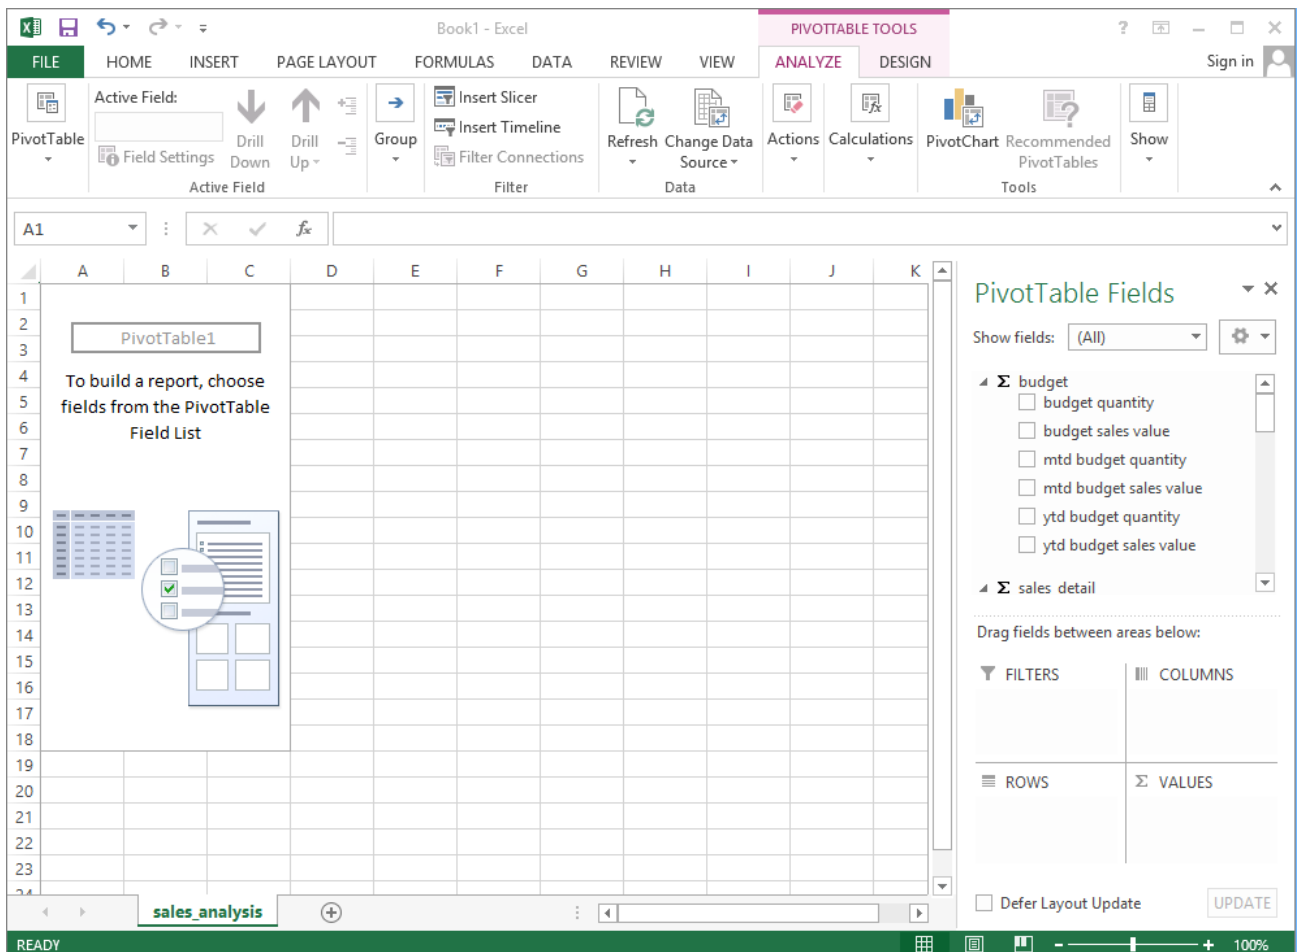 Book1 - Excel
PIVOTTABLE TOOLS
?
FILE HOME INSERT PAGE LAYOUT FORMULAS DATA REVIEW VIEW ANALYZE DESIGN Sign in
PivotTable
Active Field:
Field Settings
Drill Down
Drill Up
Active Field
Group
Insert Slicer
Insert Timeline
Filter Connections
Filter
Refresh
Change Data Source
Data
Actions
Calculations
PivotChart
Recommended PivotTables
Tools
Show
A1
fx
A B C D E F G H I J K
1
2
3
4
5
6
7
8
9
10
11
12
13
14
15
16
17
18
19
20
21
22
23
24
PivotTable1
To build a report, choose
fields from the PivotTable
Field List
PivotTable Fields
Show fields: (All)
Σ budget
budget quantity
budget sales value
mtd budget quantity
mtd budget sales value
ytd budget quantity
ytd budget sales value
Σ sales_detail
Drag fields between areas below:
FILTERS
COLUMNS
ROWS
Σ VALUES
Defer Layout Update
UPDATE
sales_analysis
READY
100%